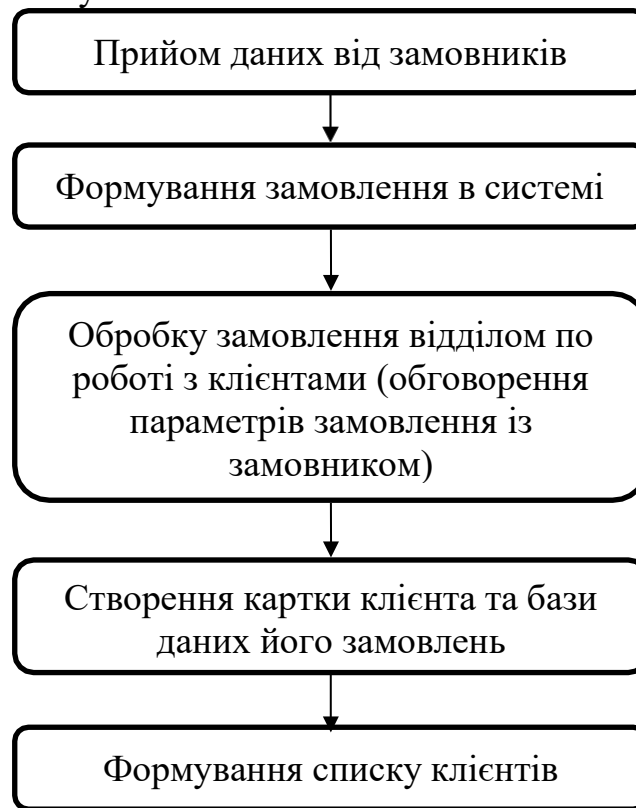 Прийом даних від замовників
Формування замовлення в системі
Обробку замовлення відділом по
роботі з клієнтами (обговорення
параметрів замовлення із
замовником)
Створення картки клієнта та бази
даних його замовлень
Формування списку клієнтів